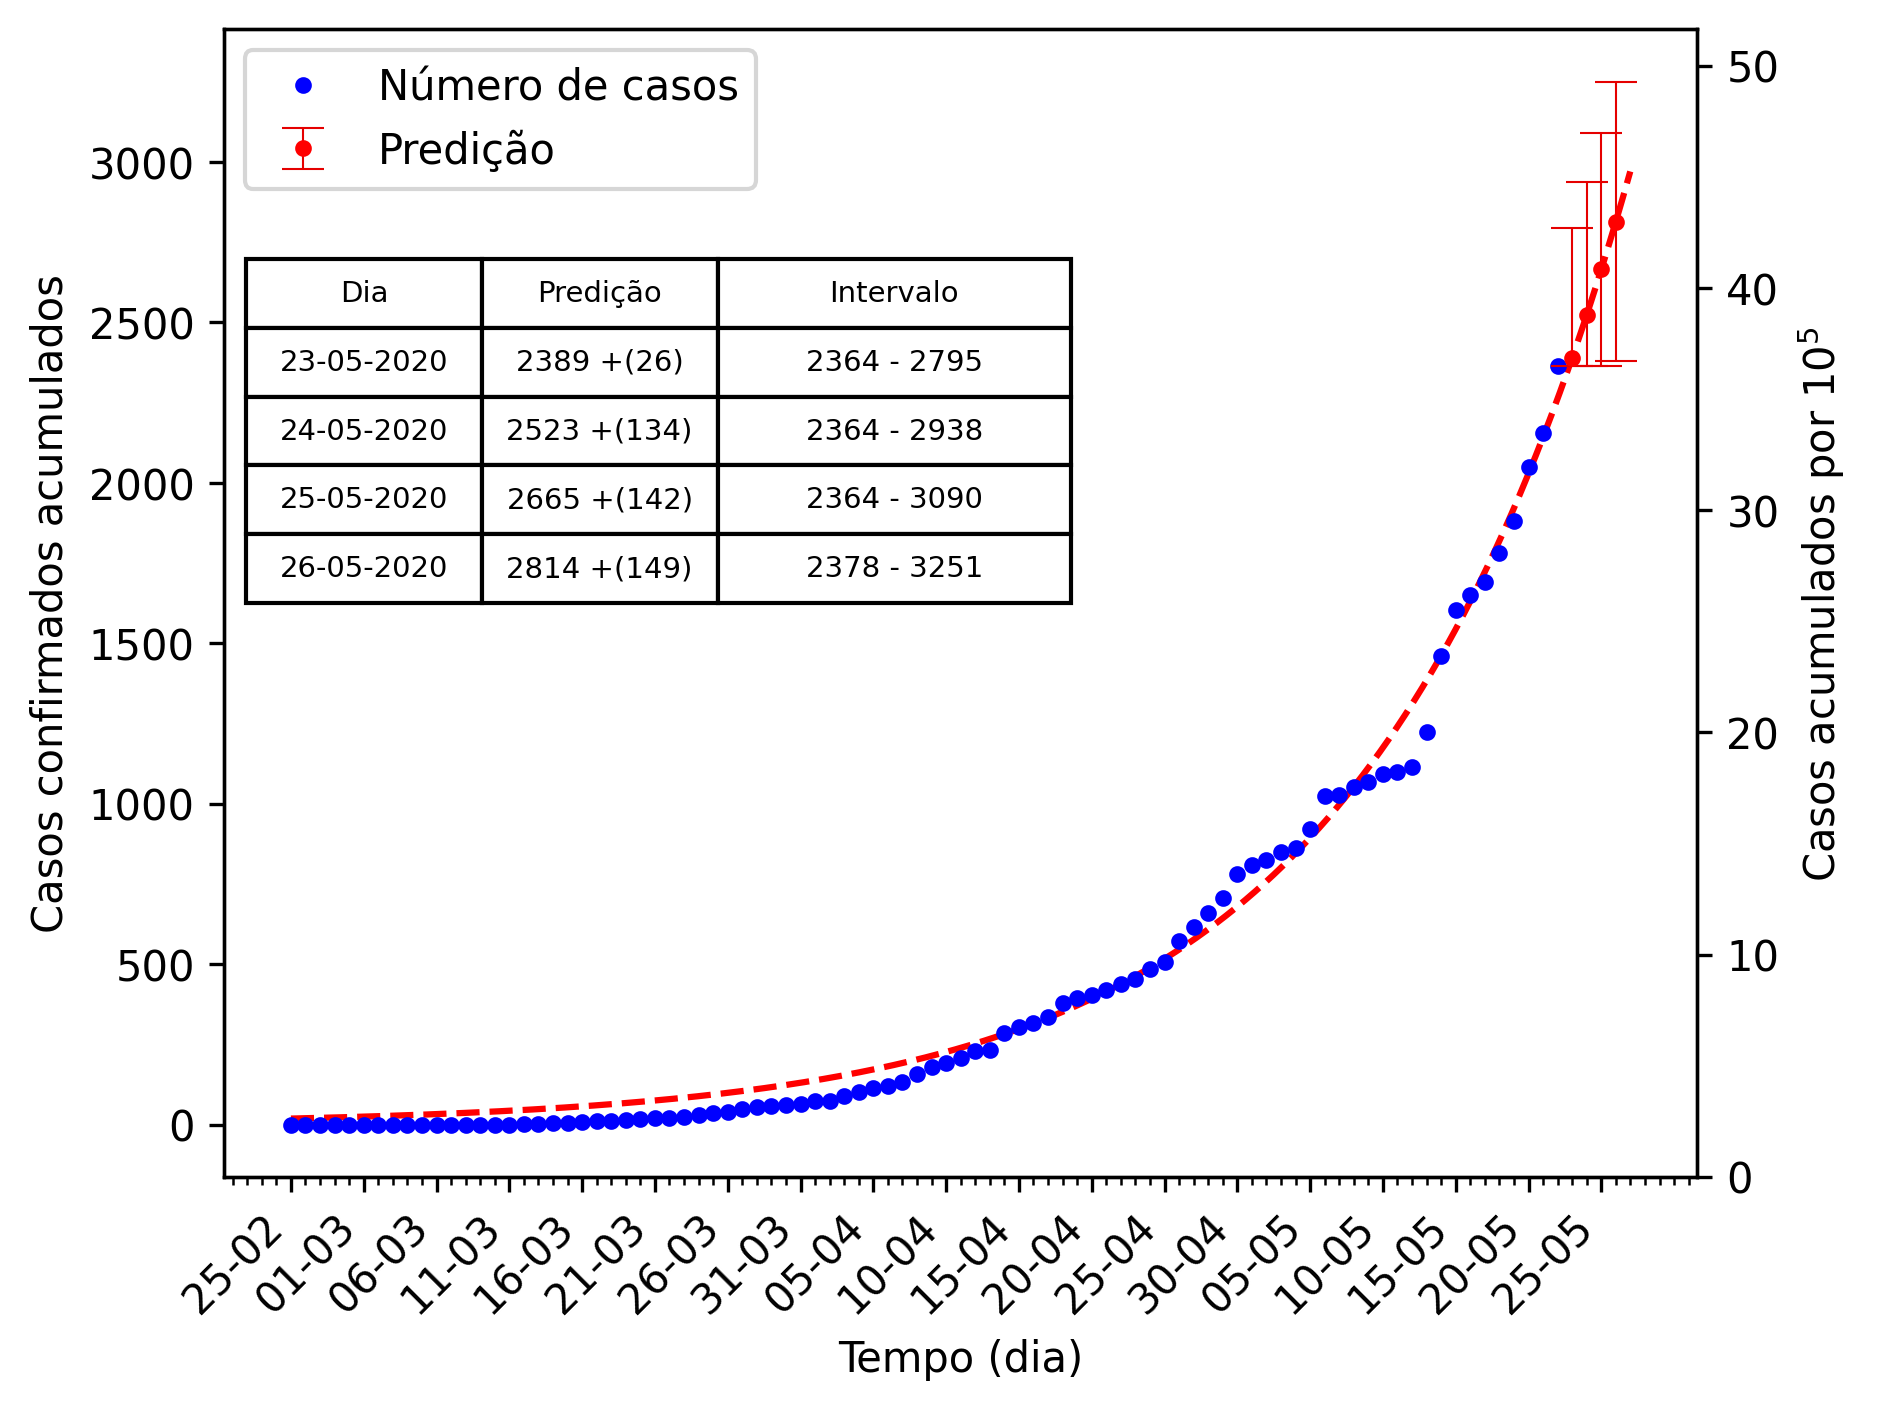 Número de casos
Predição
Dia Predição Intervalo
23-05-2020 2389 +(26) 2364 - 2795
24-05-2020 2523 +(134) 2364 - 2938
25-05-2020 2665 +(142) 2364 - 3090
26-05-2020 2814 +(149) 2378 - 3251
Casos confirmados acumulados
3000
2500
2000
1500
1000
500
0
50
40
30
20
10
0
Casos acumulados por 10⁵
25-02 01-03 06-03 11-03 16-03 21-03 26-03 31-03 05-04 10-04 15-04 20-04 25-04 30-04 05-05 10-05 15-05 20-05 25-05
Tempo (dia)